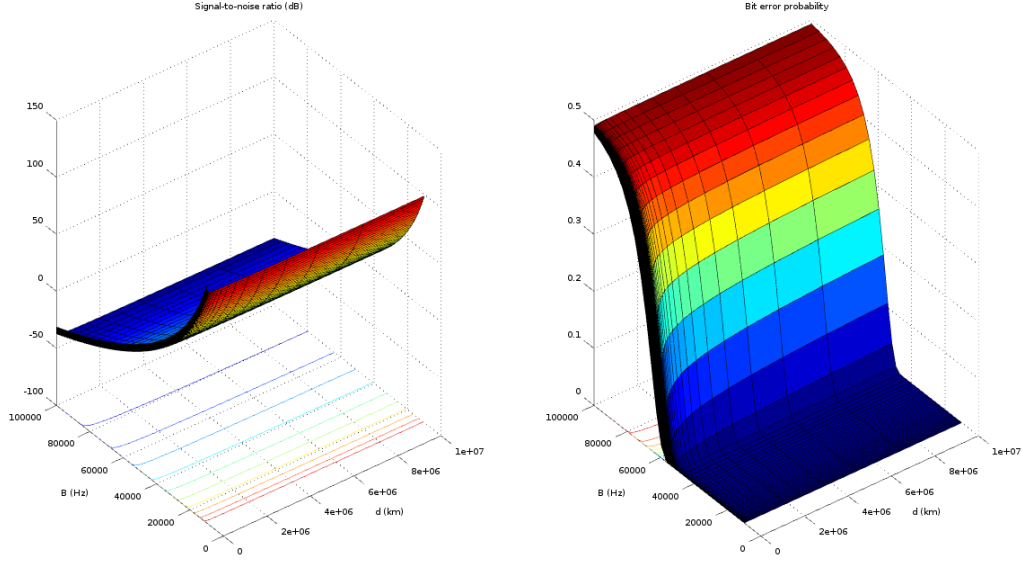 Signal-to-noise ratio (dB)
150
100
50
0
-50
-100
100000
80000
60000
40000
20000
0
B (Hz)
0
2e+06
4e+06
6e+06
8e+06
1e+07
d (km)
Bit error probability
0.5
0.4
0.3
0.2
0.1
0
100000
80000
60000
40000
20000
0
B (Hz)
0
2e+06
4e+06
6e+06
8e+06
1e+07
d (km)